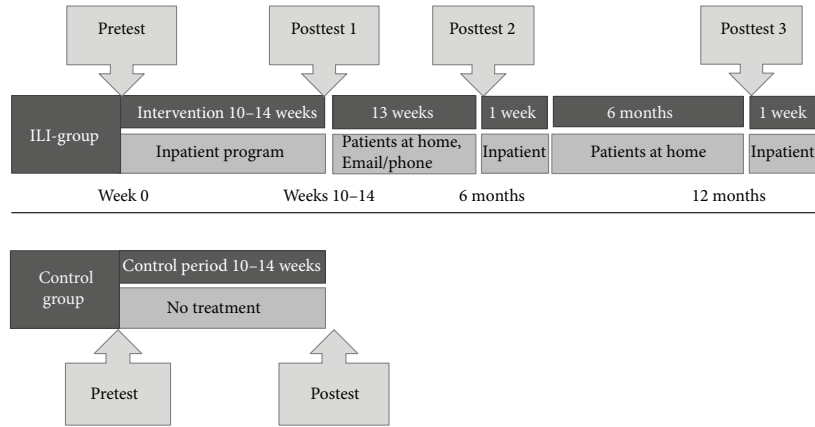 Pretest
Posttest 1
Posttest 2
Posttest 3
ILI-group
Intervention 10–14 weeks
13 weeks
1 week
6 months
1 week
Inpatient program
Patients at home,
Email/phone
Inpatient
Patients at home
Inpatient
Week 0
Weeks 10–14
6 months
12 months
Control
group
Control period 10–14 weeks
No treatment
Pretest
Postest